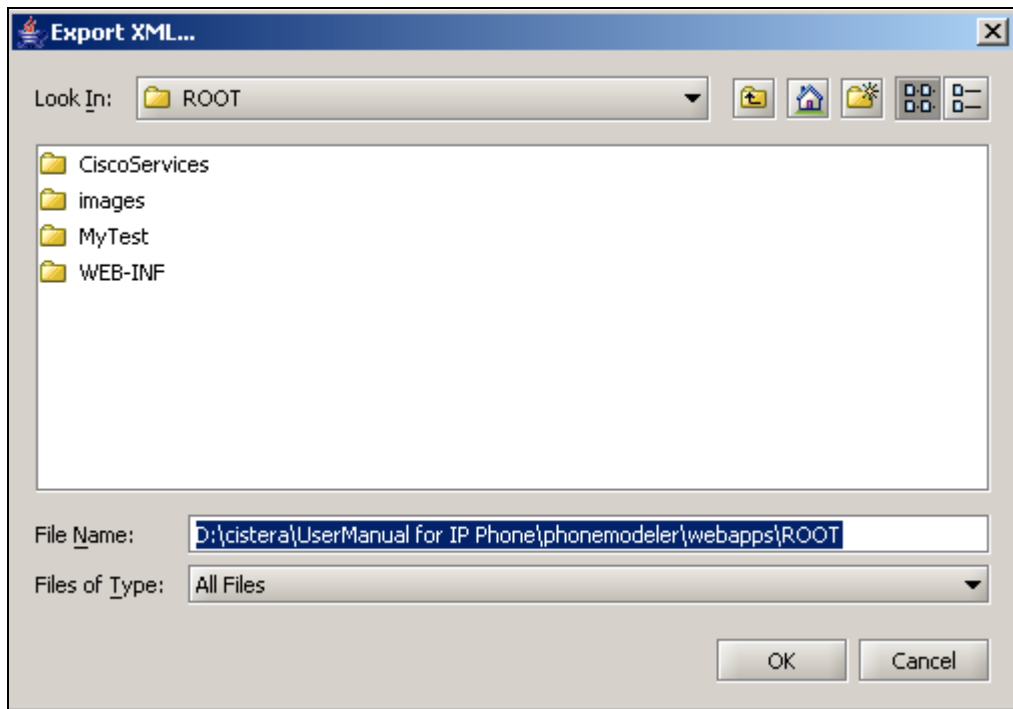 Export XML...
Look In: ROOT
CiscoServices
images
MyTest
WEB-INF
File Name: D:\cistera\UserManual for IP Phone\phonemodeler\webapps\ROOT
Files of Type: All Files
OK Cancel